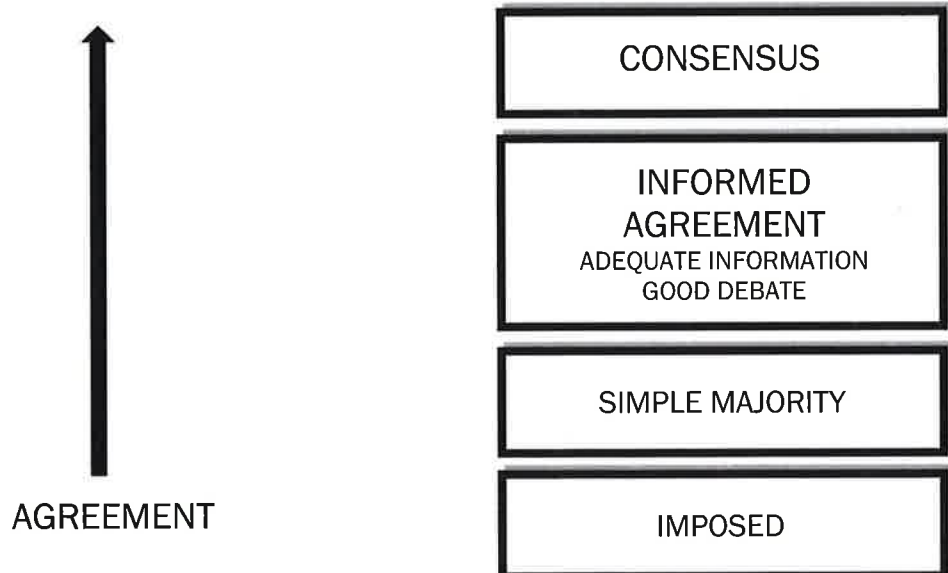 CONSENSUS
INFORMED
AGREEMENT
ADEQUATE INFORMATION
GOOD DEBATE
SIMPLE MAJORITY
AGREEMENT
IMPOSED